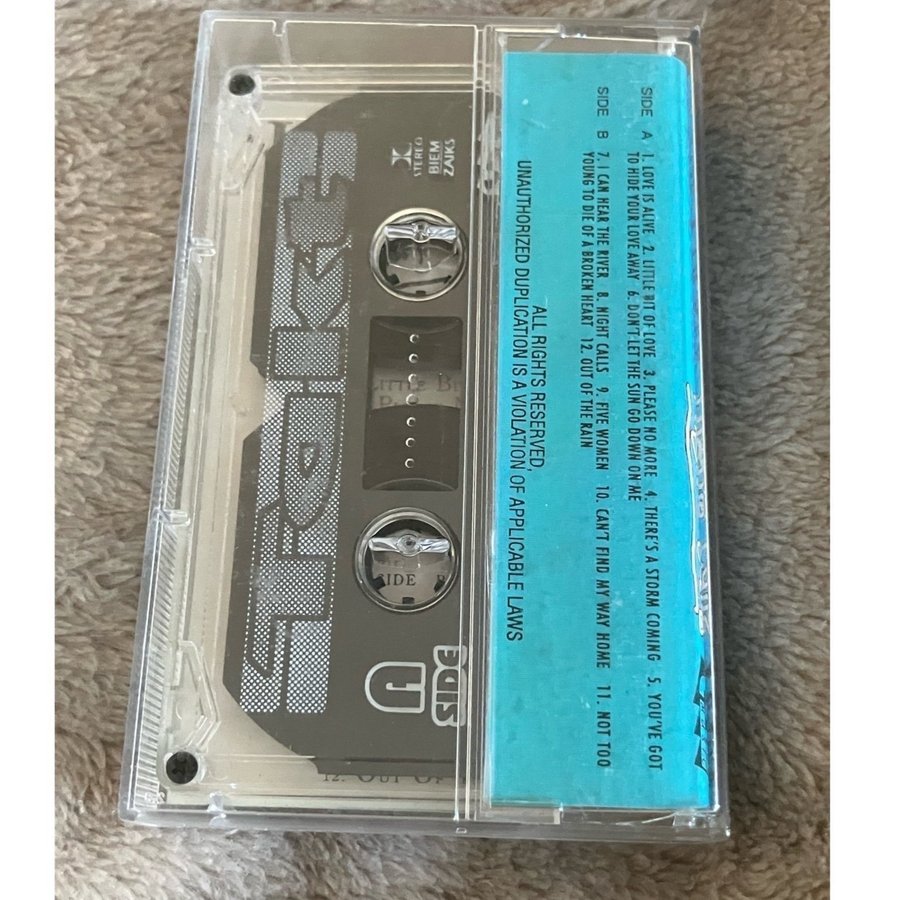 SIDE A 1. LOVE IS ALIVE 2. LITTLE BIT OF LOVE 3. PLEASE NO MORE 4. THERE'S A STORM COMING 5. YOU'VE GOT
TO HIDE YOUR LOVE AWAY 6. DON'T LET THE SUN GO DOWN ON ME
SIDE B 7. I CAN HEAR THE RIVER 8. NIGHT CALLS 9. FIVE WOMEN 10. CAN'T FIND MY WAY HOME 11. NOT TOO
YOUNG TO DIE OF A BROKEN HEART 12. OUT OF THE RAIN
ALL RIGHTS RESERVED,
UNAUTHORIZED DUPLICATION IS A VIOLATION OF APPLICABLE LAWS
ZAIKS
BIEM
STEREO
SIDE
SIDE
12. OUT OF